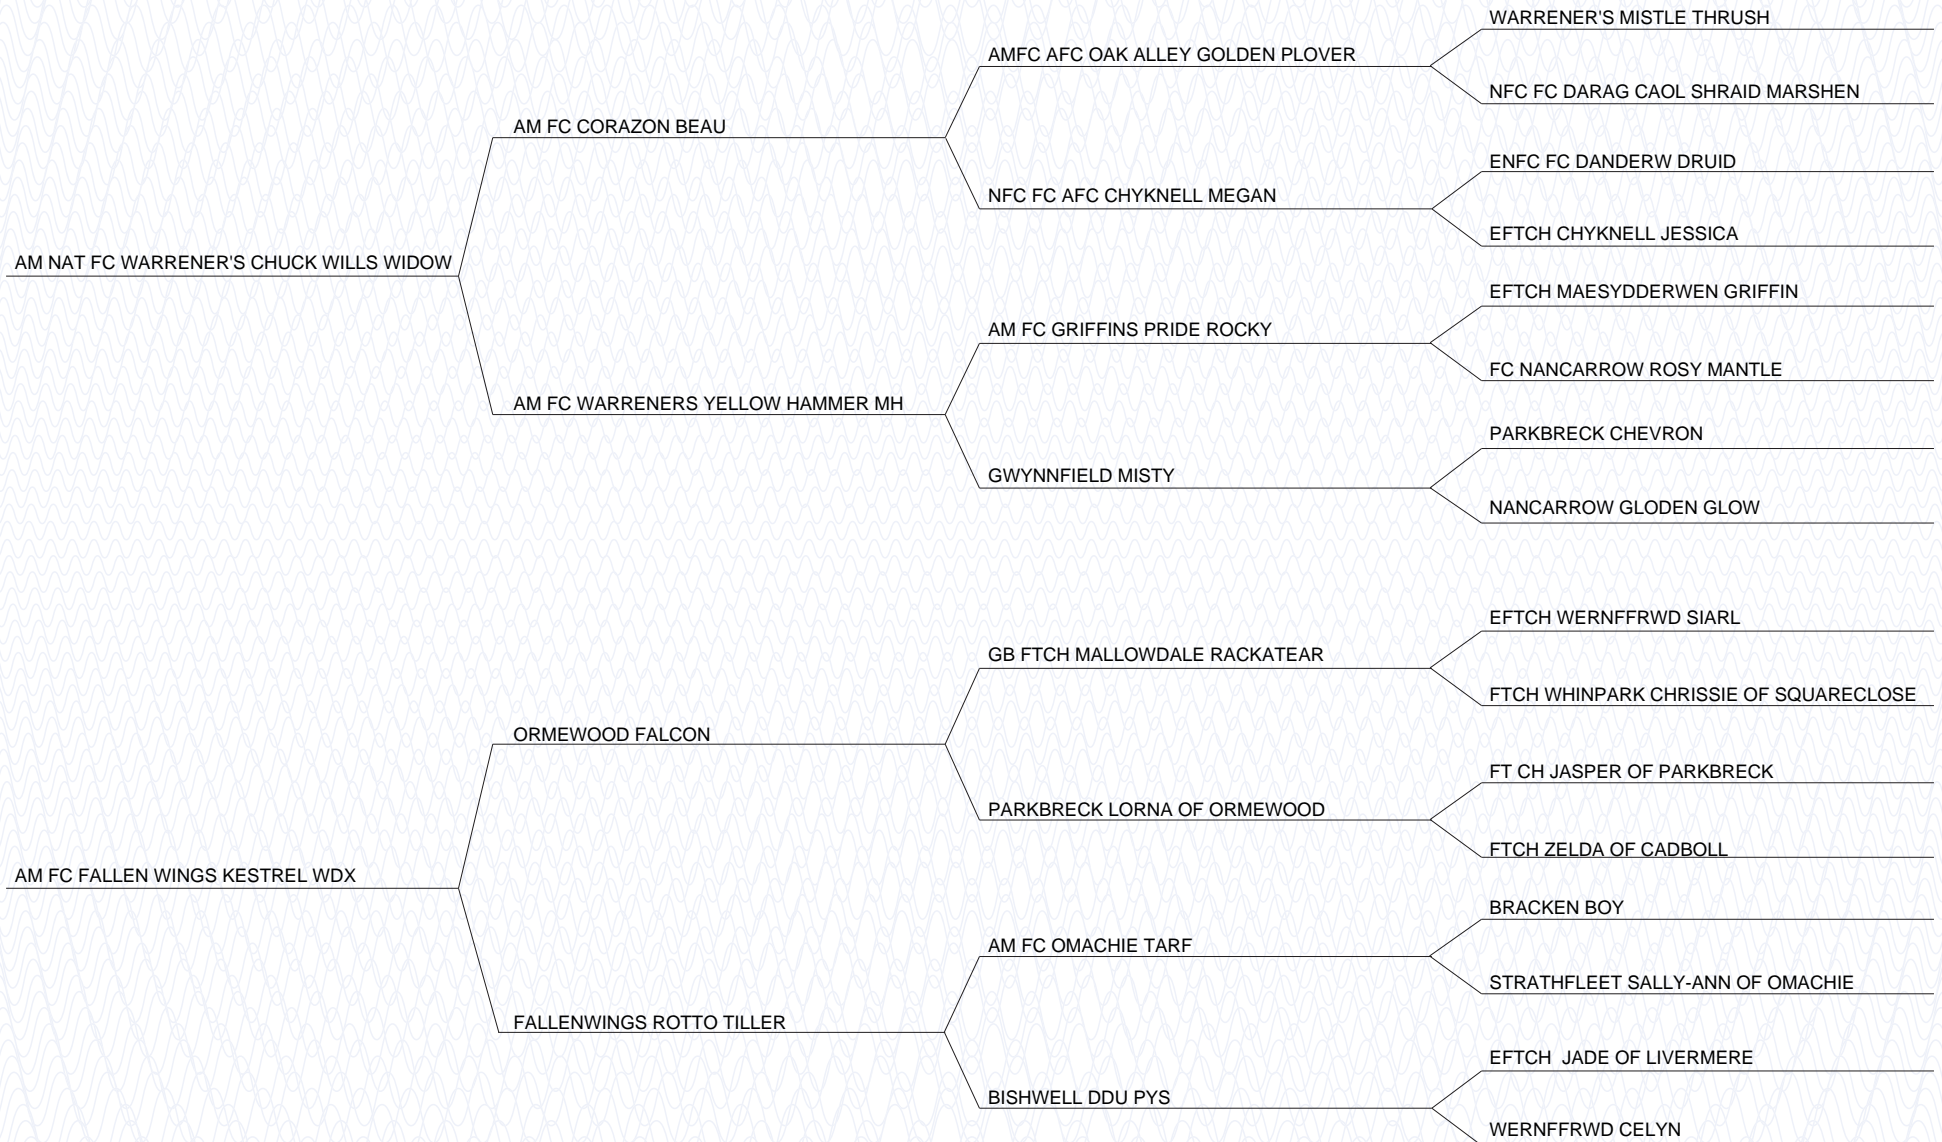 WARRENER'S MISTLE THRUSH
AMFC AFC OAK ALLEY GOLDEN PLOVER
NFC FC DARAG CAOL SHRAID MARSHEN
AM FC CORAZON BEAU
ENFC FC DANDERW DRUID
NFC FC AFC CHYKNELL MEGAN
EFTCH CHYKNELL JESSICA
AM NAT FC WARRENER'S CHUCK WILLS WIDOW
EFTCH MAESYDDERWEN GRIFFIN
AM FC GRIFFINS PRIDE ROCKY
FC NANCARROW ROSY MANTLE
AM FC WARRENERS YELLOW HAMMER MH
PARKBRECK CHEVRON
GWYNNFIELD MISTY
NANCARROW GLODEN GLOW
EFTCH WERNFFRWD SIARL
GB FTCH MALLOWDALE RACKATEAR
FTCH WHINPARK CHRISSIE OF SQUARECLOSE
ORMEWOOD FALCON
FT CH JASPER OF PARKBRECK
PARKBRECK LORNA OF ORMEWOOD
FTCH ZELDA OF CADBOLL
AM FC FALLEN WINGS KESTREL WDX
BRACKEN BOY
AM FC OMACHIE TARF
STRATHFLEET SALLY-ANN OF OMACHIE
FALLENWINGS ROTTO TILLER
EFTCH  JADE OF LIVERMERE
BISHWELL DDU PYS
WERNFFRWD CELYN